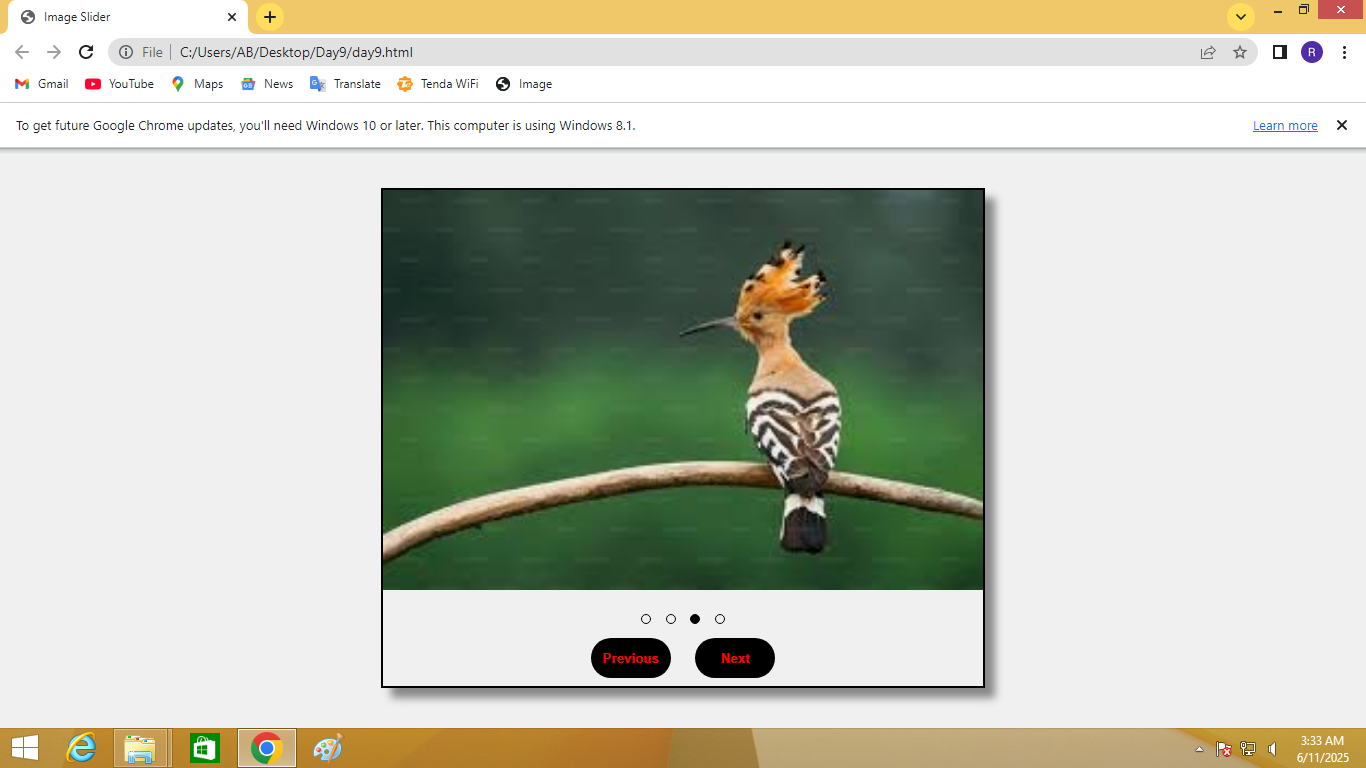 Image Slider
File C:/Users/AB/Desktop/Day9/day9.html
R
Gmail YouTube Maps News Translate Tenda WiFi Image
To get future Google Chrome updates, you'll need Windows 10 or later. This computer is using Windows 8.1. Learn more
Previous Next
3:33 AM
6/11/2025